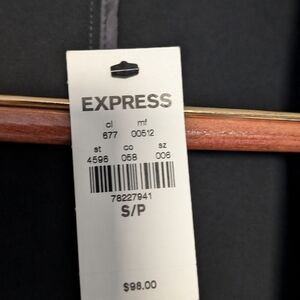 EXPRESS
cl mf
677 00512
st co sz
4596 058 006
78227941
S/P
$98.00